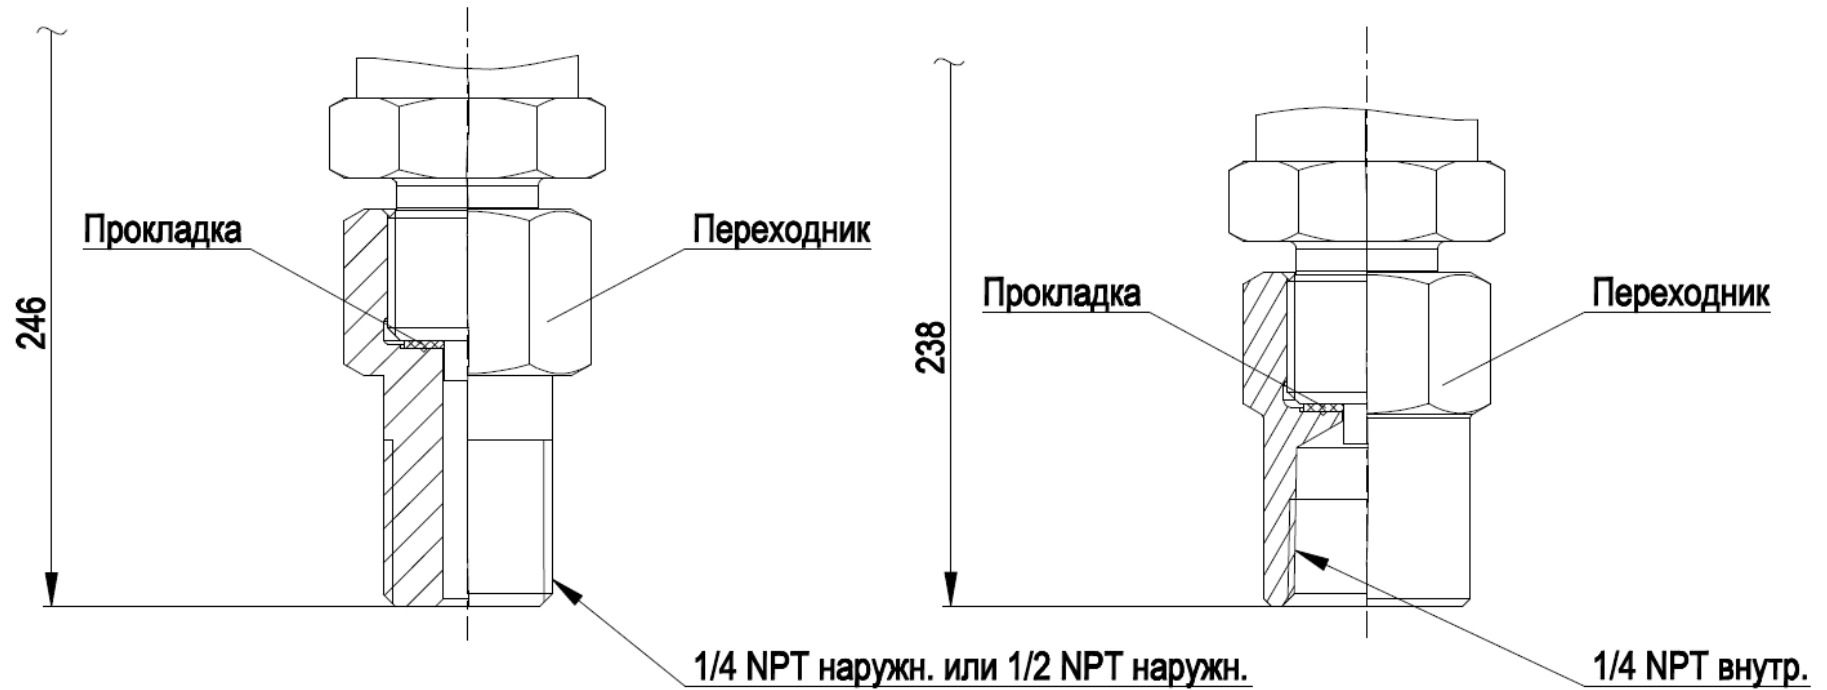 Прокладка
Переходник
246
1/4 NPT наружн. или 1/2 NPT наружн.
Прокладка
Переходник
238
1/4 NPT внутр.